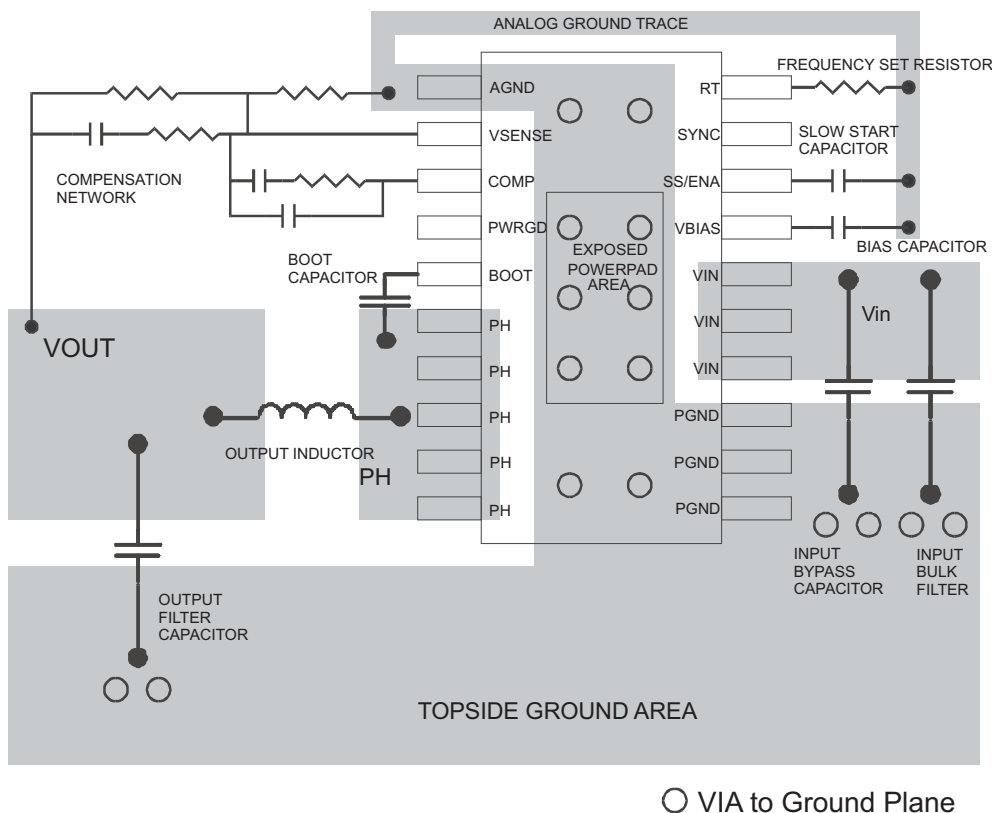 ANALOG GROUND TRACE
FREQUENCY SET RESISTOR
AGND
RT
VSENSE
SYNC
SLOW START
CAPACITOR
COMPENSATION
NETWORK
COMP
SS/ENA
PWRGD
VBIAS
BIAS CAPACITOR
EXPOSED
POWERPAD
AREA
BOOT
CAPACITOR
BOOT
VIN
PH
VIN
Vin
VOUT
PH
VIN
PH
PGND
OUTPUT INDUCTOR
PH
PH
PGND
PH
PGND
INPUT
BYPASS
CAPACITOR
INPUT
BULK
FILTER
OUTPUT
FILTER
CAPACITOR
TOPSIDE GROUND AREA
VIA to Ground Plane